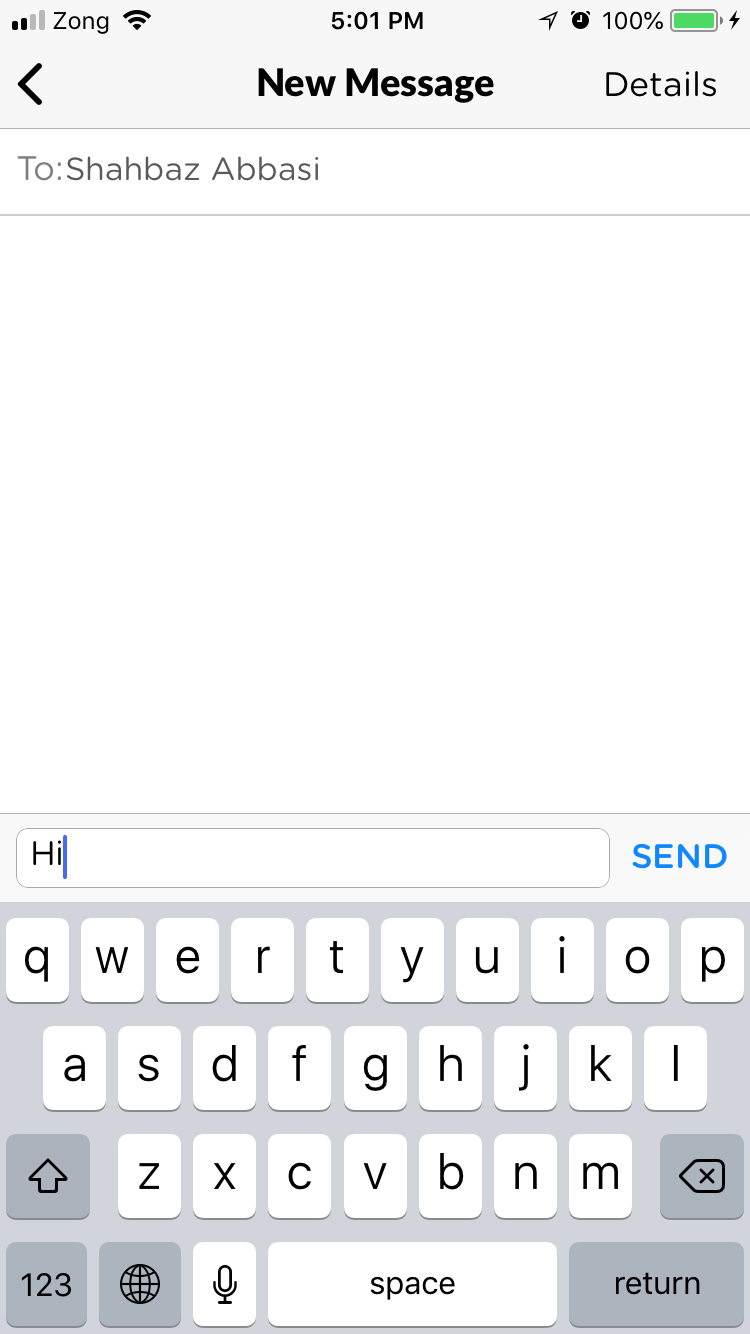 Zong 5:01 PM 100%
New Message Details
To:Shahbaz Abbasi
Hi SEND
q w e r t y u i o p
a s d f g h j k l
z x c v b n m
123 space return